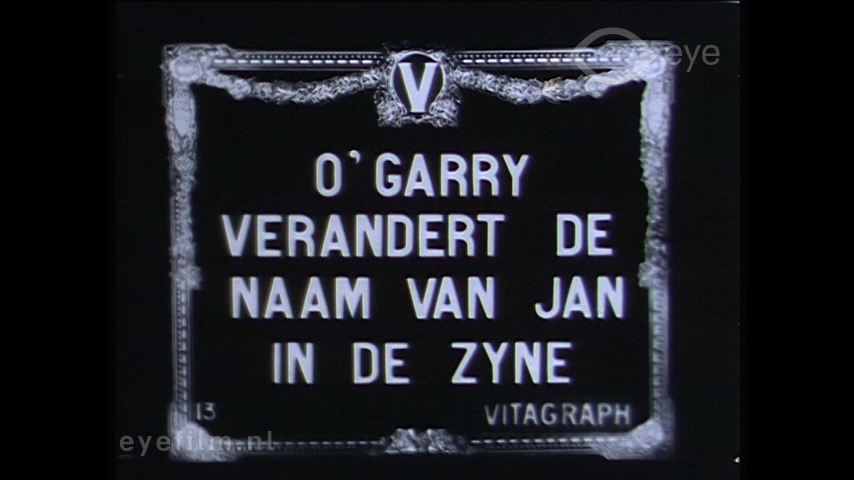 eye
V
O'GARRY
VERANDERT DE
NAAM VAN JAN
IN DE ZYNE
13
VITAGRAPH
eyefilm.nl